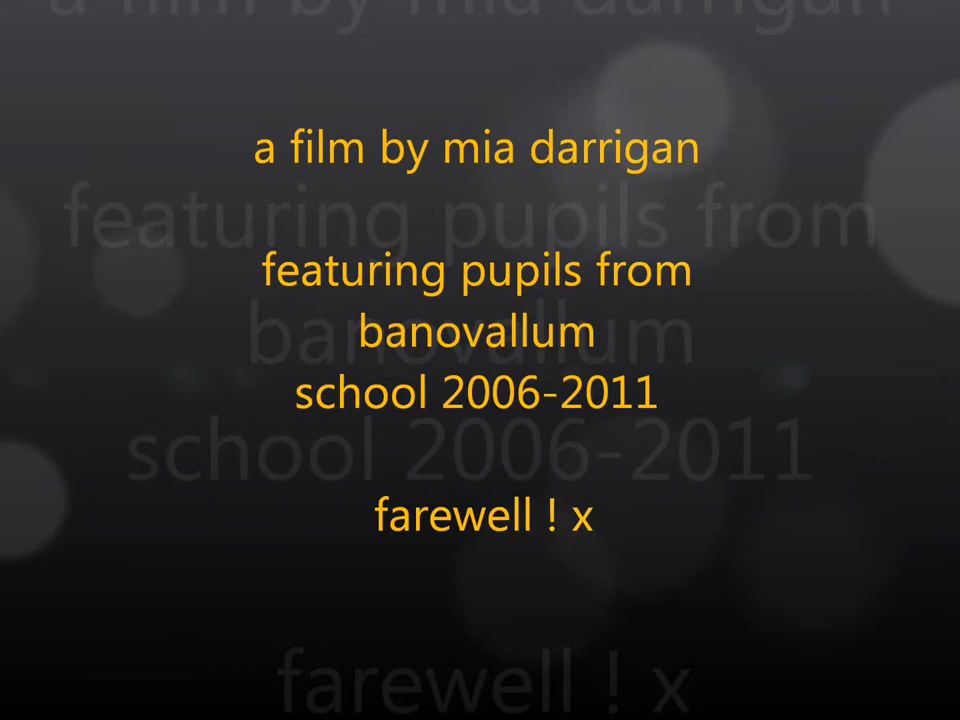 a film by mia darrigan
featuring pupils from
banovallum
school 2006-2011
farewell ! x